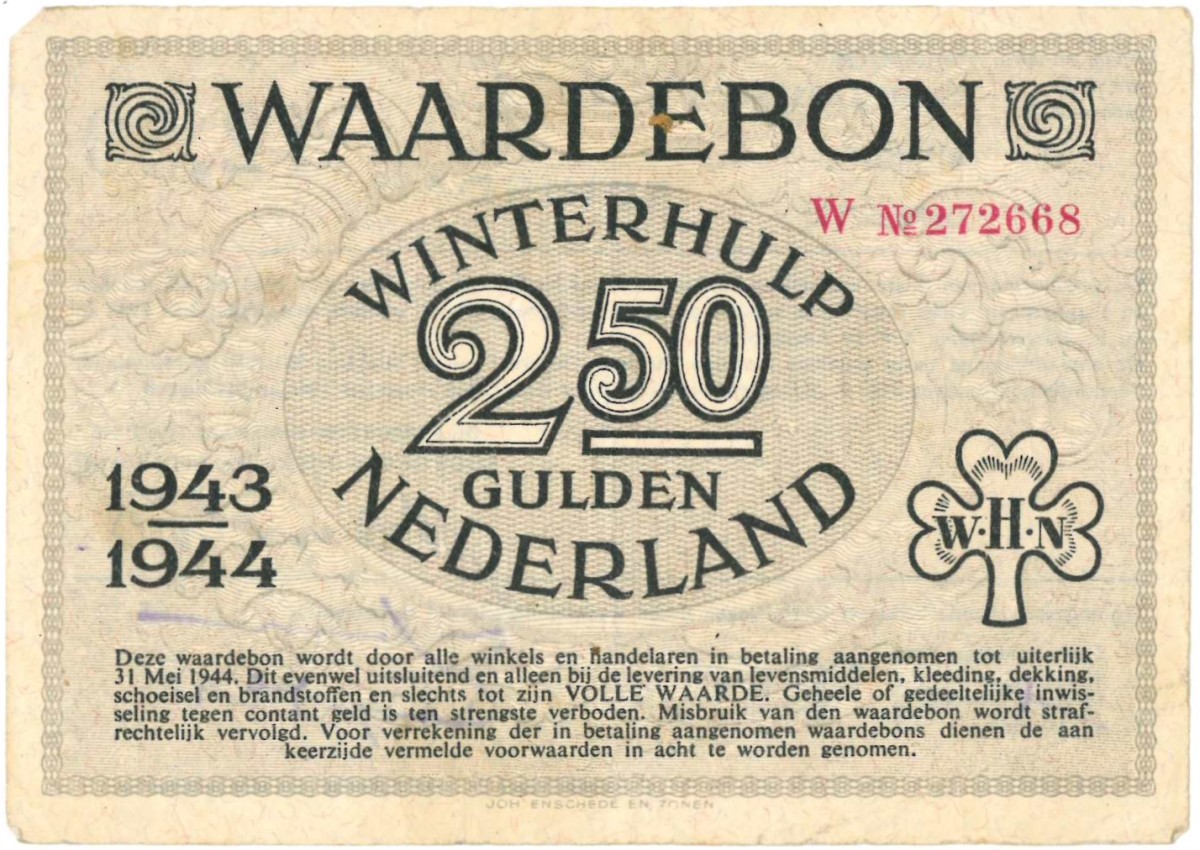 WAARDEBON
W № 272668
WINTERHULP
2.50
GULDEN
NEDERLAND
1943
1944
W·H·N
Deze waardebon wordt door alle winkels en handelaren in betaling aangenomen tot uiterlijk
31 Mei 1944. Dit evenwel uitsluitend en alleen bij de levering van levensmiddelen, kleeding, dekking,
schoeisel en brandstoffen en slechts tot zijn VOLLE WAARDE. Geheele of gedeeltelijke inwis-
seling tegen contant geld is ten strengste verboden. Misbruik van den waardebon wordt straf-
rechtelijk vervolgd. Voor verrekening der in betaling aangenomen waardebons dienen de aan
keerzijde vermelde voorwaarden in acht te worden genomen.
JOH. ENSCHEDE EN ZONEN